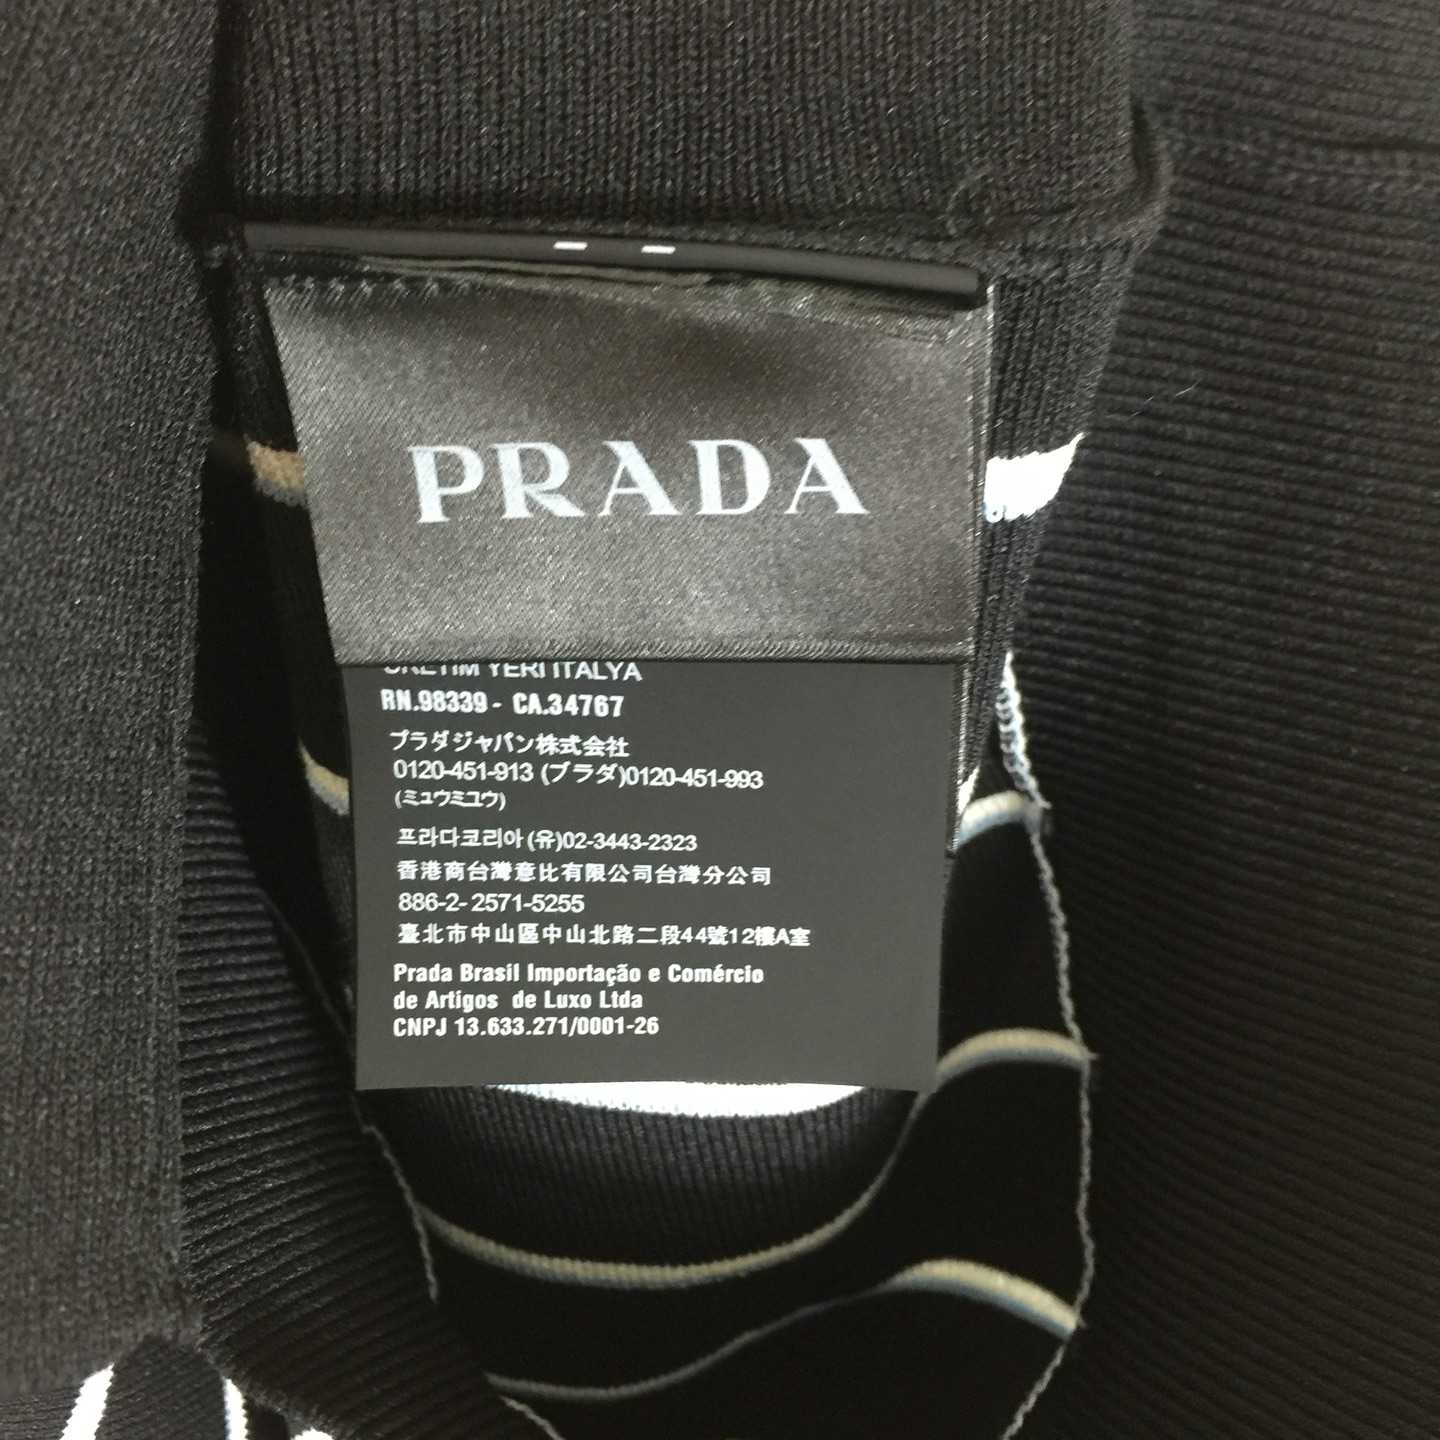 PRADA
ÜRETIM YERI ITALYA
RN.98339 - CA.34767
プラダジャパン株式会社
0120-451-913 (プラダ)0120-451-993
(ミュウミュウ)
프라다코리아(유)02-3443-2323
香港商台灣意比有限公司台灣分公司
886-2- 2571-5255
臺北市中山區中山北路二段44號12樓A室
Prada Brasil Importação e Comércio
de Artigos de Luxo Ltda
CNPJ 13.633.271/0001-26